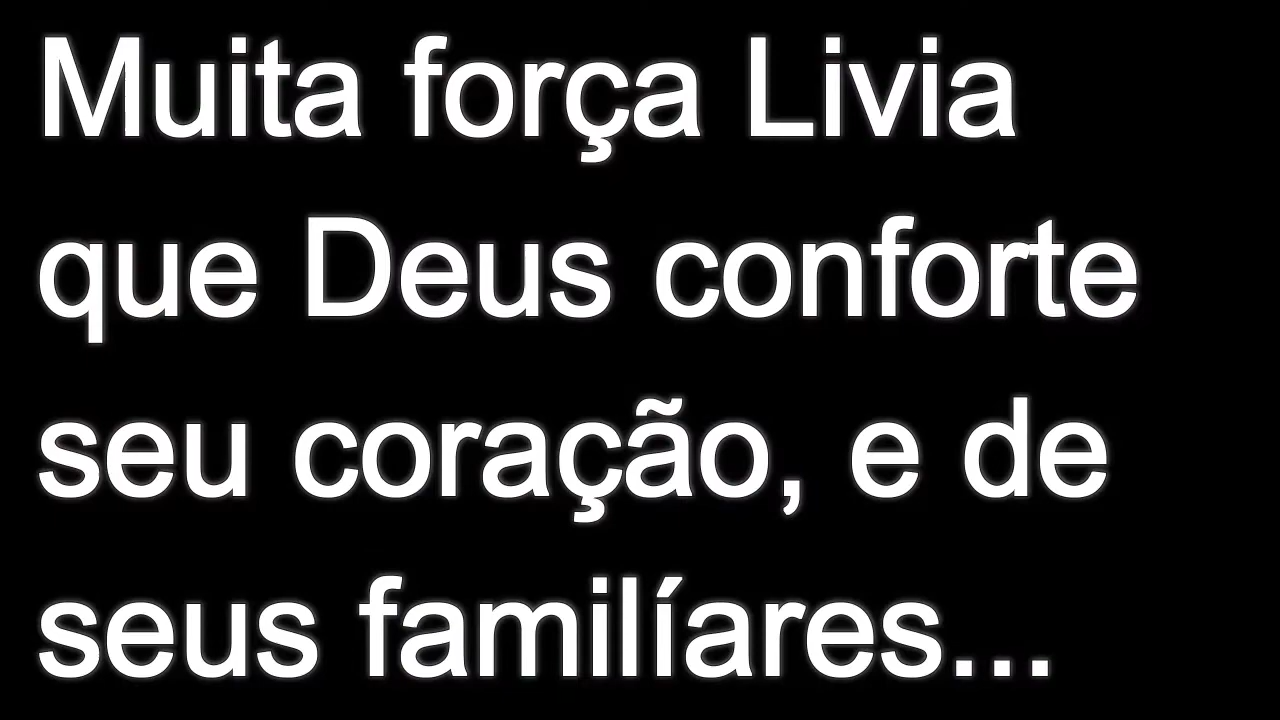 Muita força Livia
que Deus conforte
seu coração, e de
seus familíares...